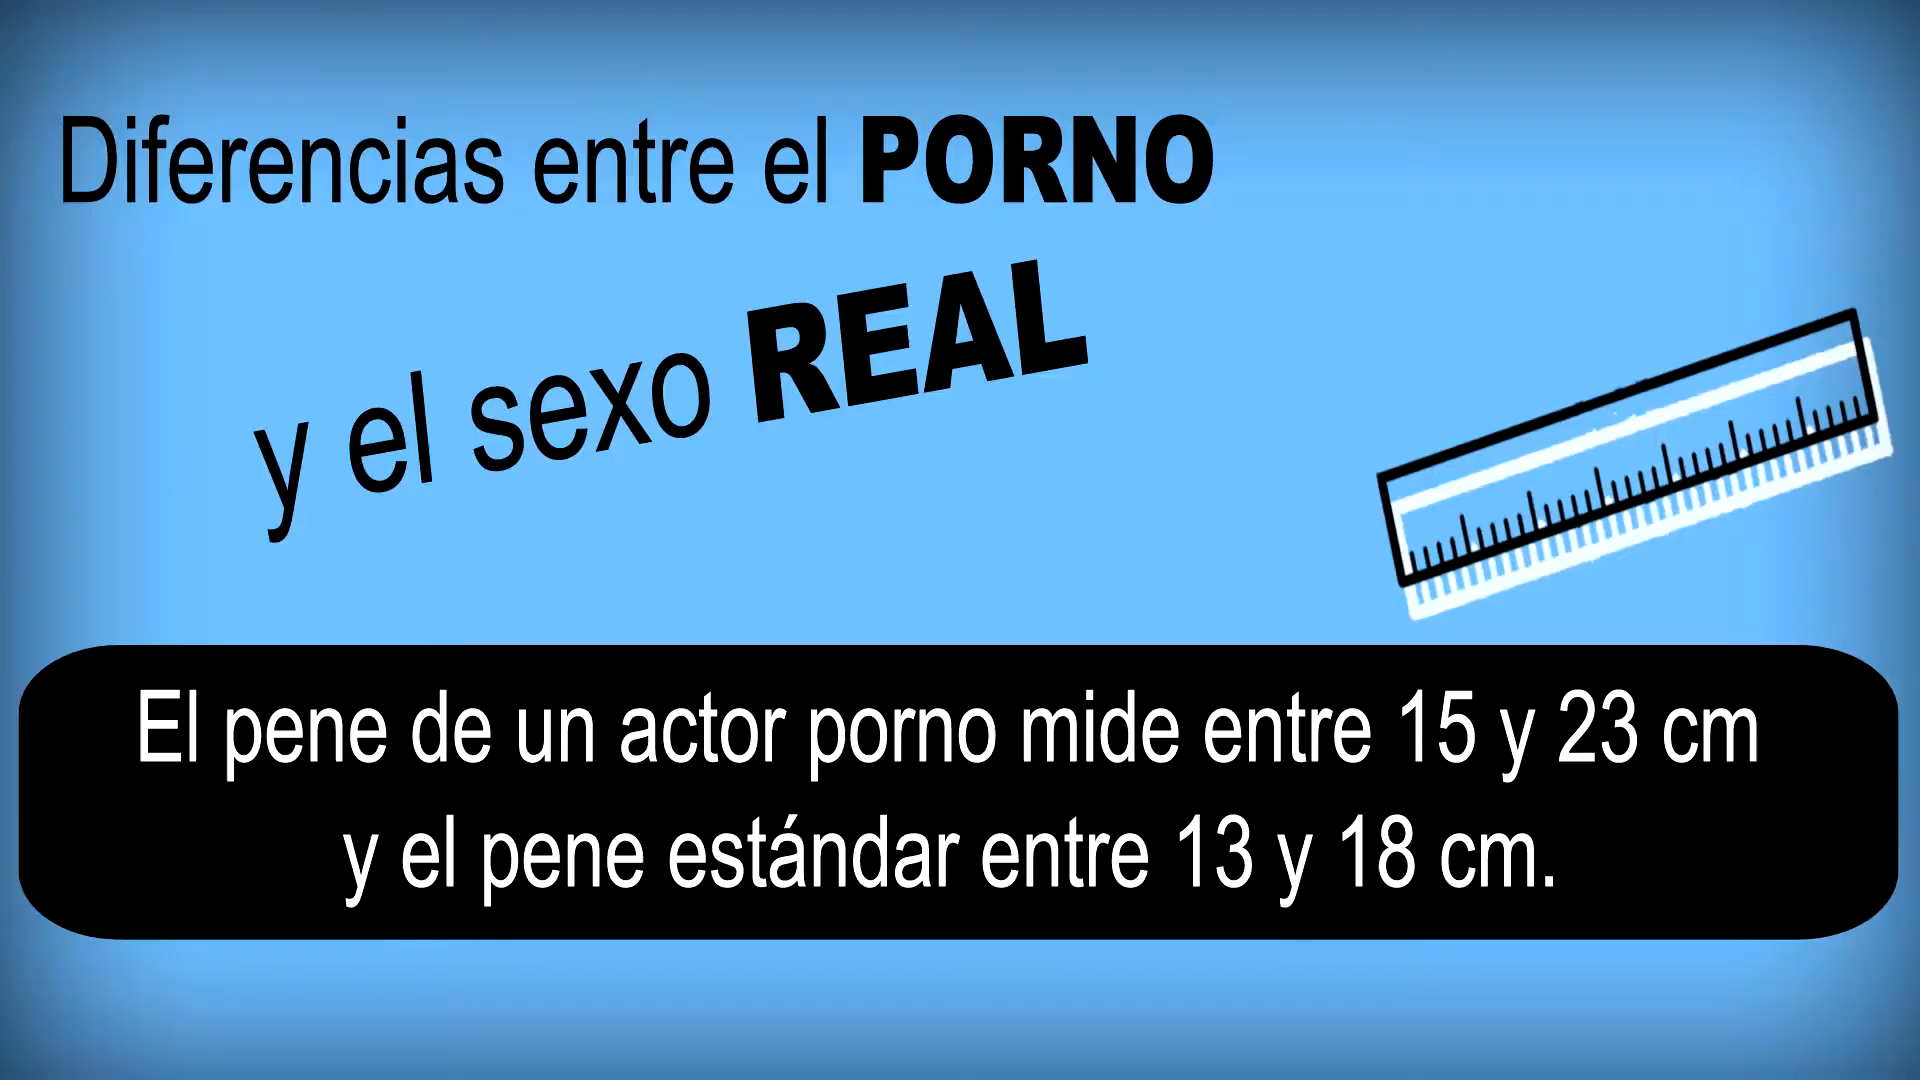 Diferencias entre el PORNO
y el sexo REAL
El pene de un actor porno mide entre 15 y 23 cm
y el pene estándar entre 13 y 18 cm.